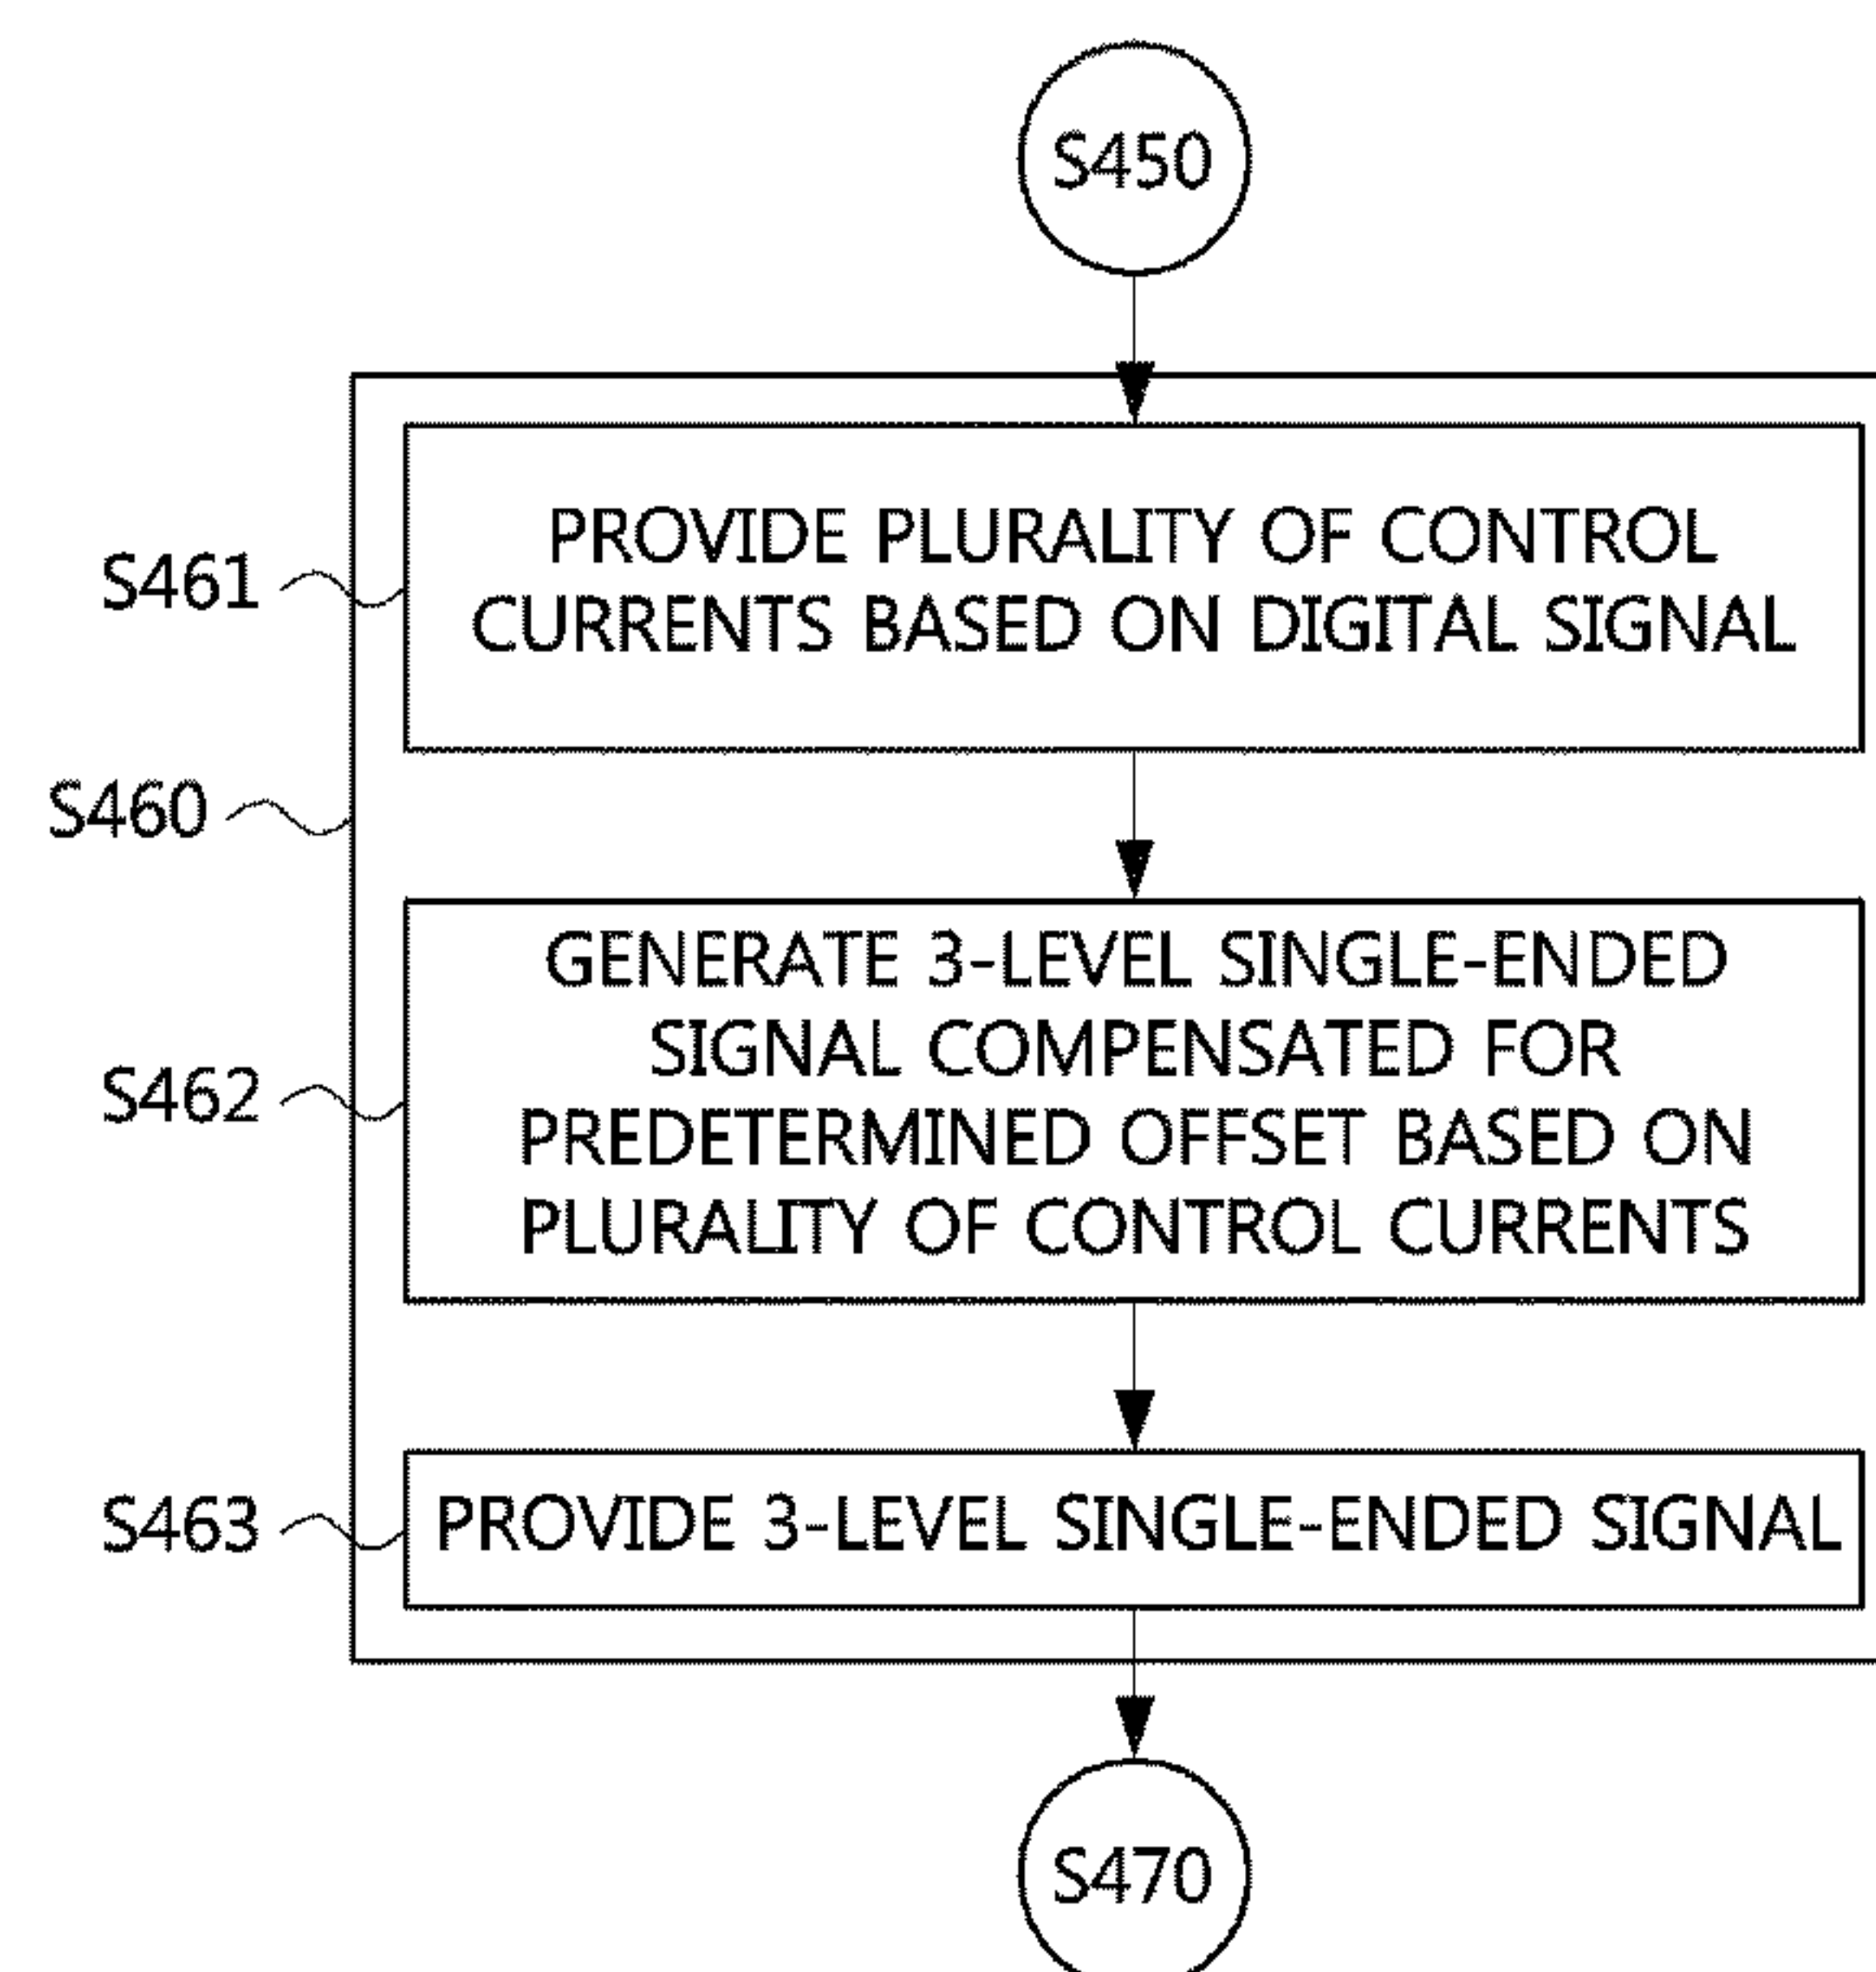 S450
S461
PROVIDE PLURALITY OF CONTROL
CURRENTS BASED ON DIGITAL SIGNAL
S460
S462
GENERATE 3-LEVEL SINGLE-ENDED
SIGNAL COMPENSATED FOR
PREDETERMINED OFFSET BASED ON
PLURALITY OF CONTROL CURRENTS
S463
PROVIDE 3-LEVEL SINGLE-ENDED SIGNAL
S470